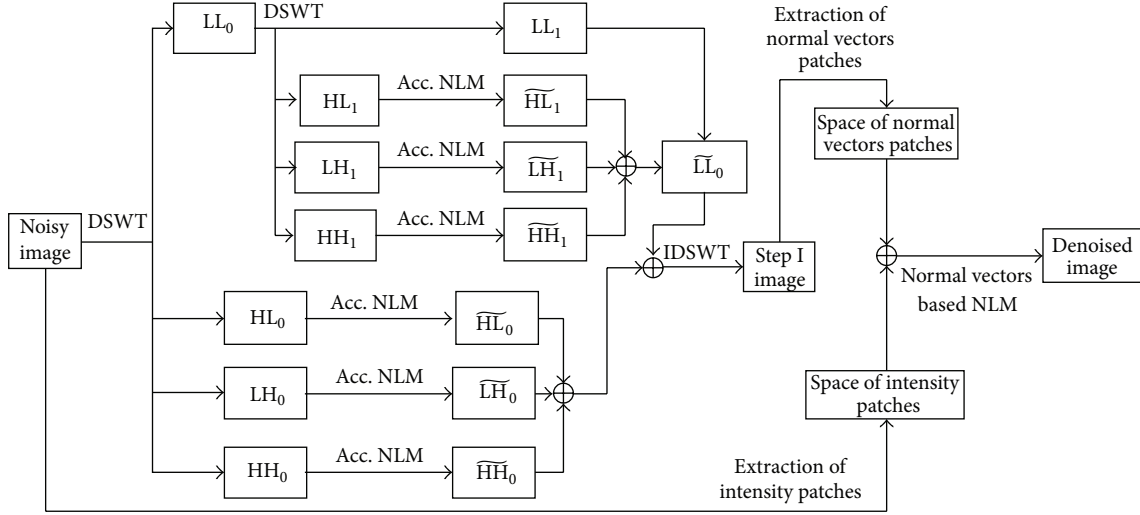 LL₀
DSWT
LL₁
Extraction of
normal vectors
patches
HL₁
Acc. NLM
H͠L₁
Space of normal
vectors patches
LH₁
Acc. NLM
L͠H₁
L͠L₀
Noisy
image
DSWT
HH₁
Acc. NLM
H͠H₁
IDSWT
Step I
image
Normal vectors
based NLM
Denoised
image
HL₀
Acc. NLM
H͠L₀
LH₀
Acc. NLM
L͠H₀
Space of intensity
patches
HH₀
Acc. NLM
H͠H₀
Extraction of
intensity patches